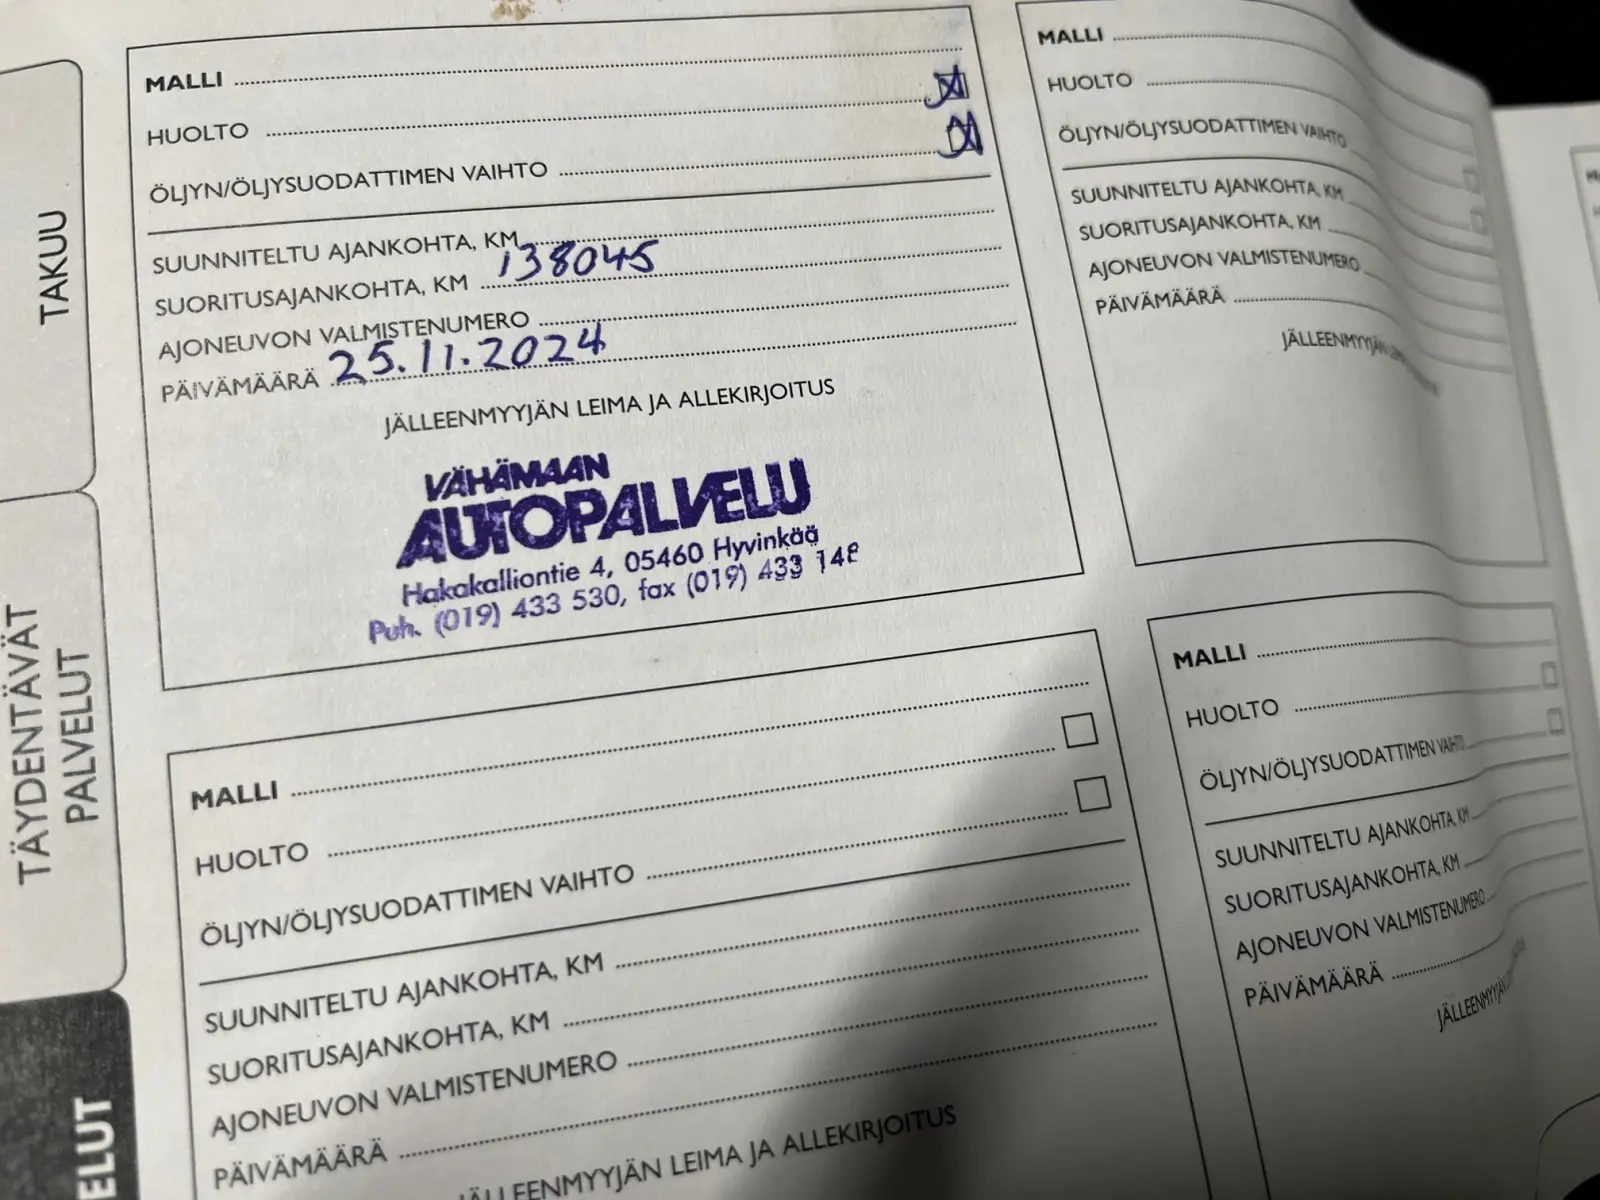 TAKUU
TÄYDENTÄVÄT
PALVELUT
ELUT
MALLI
HUOLTO
ÖLJYN/ÖLJYSUODATTIMEN VAIHTO
SUUNNITELTU AJANKOHTA, KM
SUORITUSAJANKOHTA, KM 138045
AJONEUVON VALMISTENUMERO
PÄIVÄMÄÄRÄ 25.11.2024
JÄLLEENMYYJÄN LEIMA JA ALLEKIRJOITUS
VÄHÄMAAN
AUTOPALVELU
Hakakalliontie 4, 05460 Hyvinkää
Puh. (019) 433 530, fax (019) 433 148
MALLI
HUOLTO
ÖLJYN/ÖLJYSUODATTIMEN VAIHTO
SUUNNITELTU AJANKOHTA, KM
SUORITUSAJANKOHTA, KM
AJONEUVON VALMISTENUMERO
PÄIVÄMÄÄRÄ
JÄLLEENMYYJÄN
MALLI
HUOLTO
ÖLJYN/ÖLJYSUODATTIMEN VAIHTO
SUUNNITELTU AJANKOHTA, KM
SUORITUSAJANKOHTA, KM
AJONEUVON VALMISTENUMERO
PÄIVÄMÄÄRÄ
JÄLLEENMYYJÄN LEIMA JA ALLEKIRJOITUS
MALLI
HUOLTO
ÖLJYN/ÖLJYSUODATTIMEN VAIHTO
SUUNNITELTU AJANKOHTA, KM
SUORITUSAJANKOHTA, KM
AJONEUVON VALMISTENUMERO
PÄIVÄMÄÄRÄ
JÄLLEENMYYJÄN